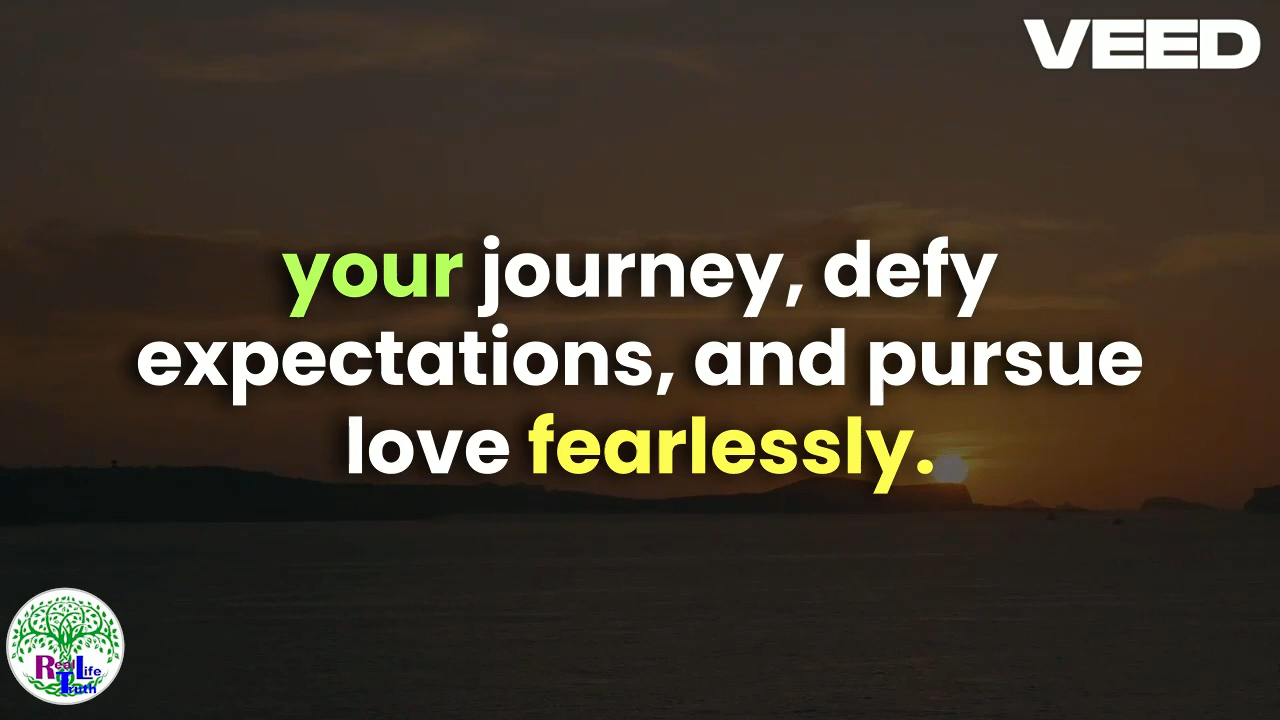 VEED
your journey, defy
expectations, and pursue
love fearlessly.
Real Life
Truth